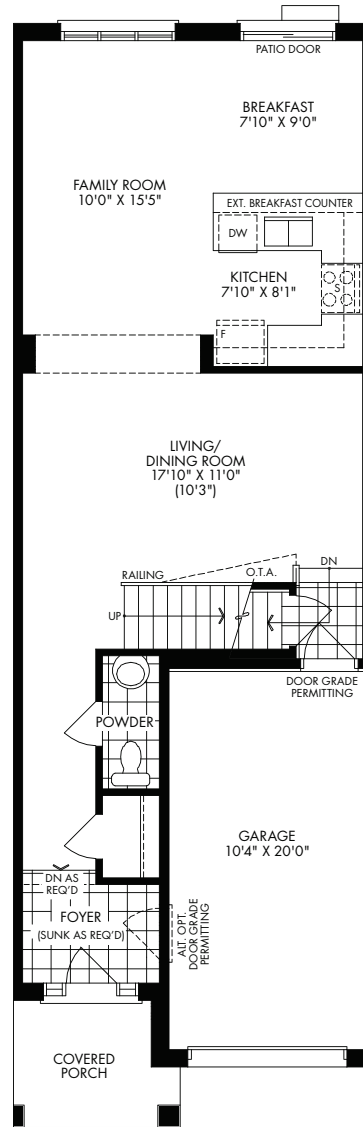 PATIO DOOR
BREAKFAST
7'10" X 9'0"
FAMILY ROOM
10'0" X 15'5"
EXT. BREAKFAST COUNTER
DW
KITCHEN
7'10" X 8'1"
S
F
LIVING/
DINING ROOM
17'10" X 11'0"
(10'3")
RAILING
O.T.A.
DN
UP
DOOR GRADE
PERMITTING
POWDER
GARAGE
10'4" X 20'0"
DN AS
REQ'D
FOYER
(SUNK AS REQ'D)
ALT. OPT.
DOOR GRADE
PERMITTING
COVERED
PORCH